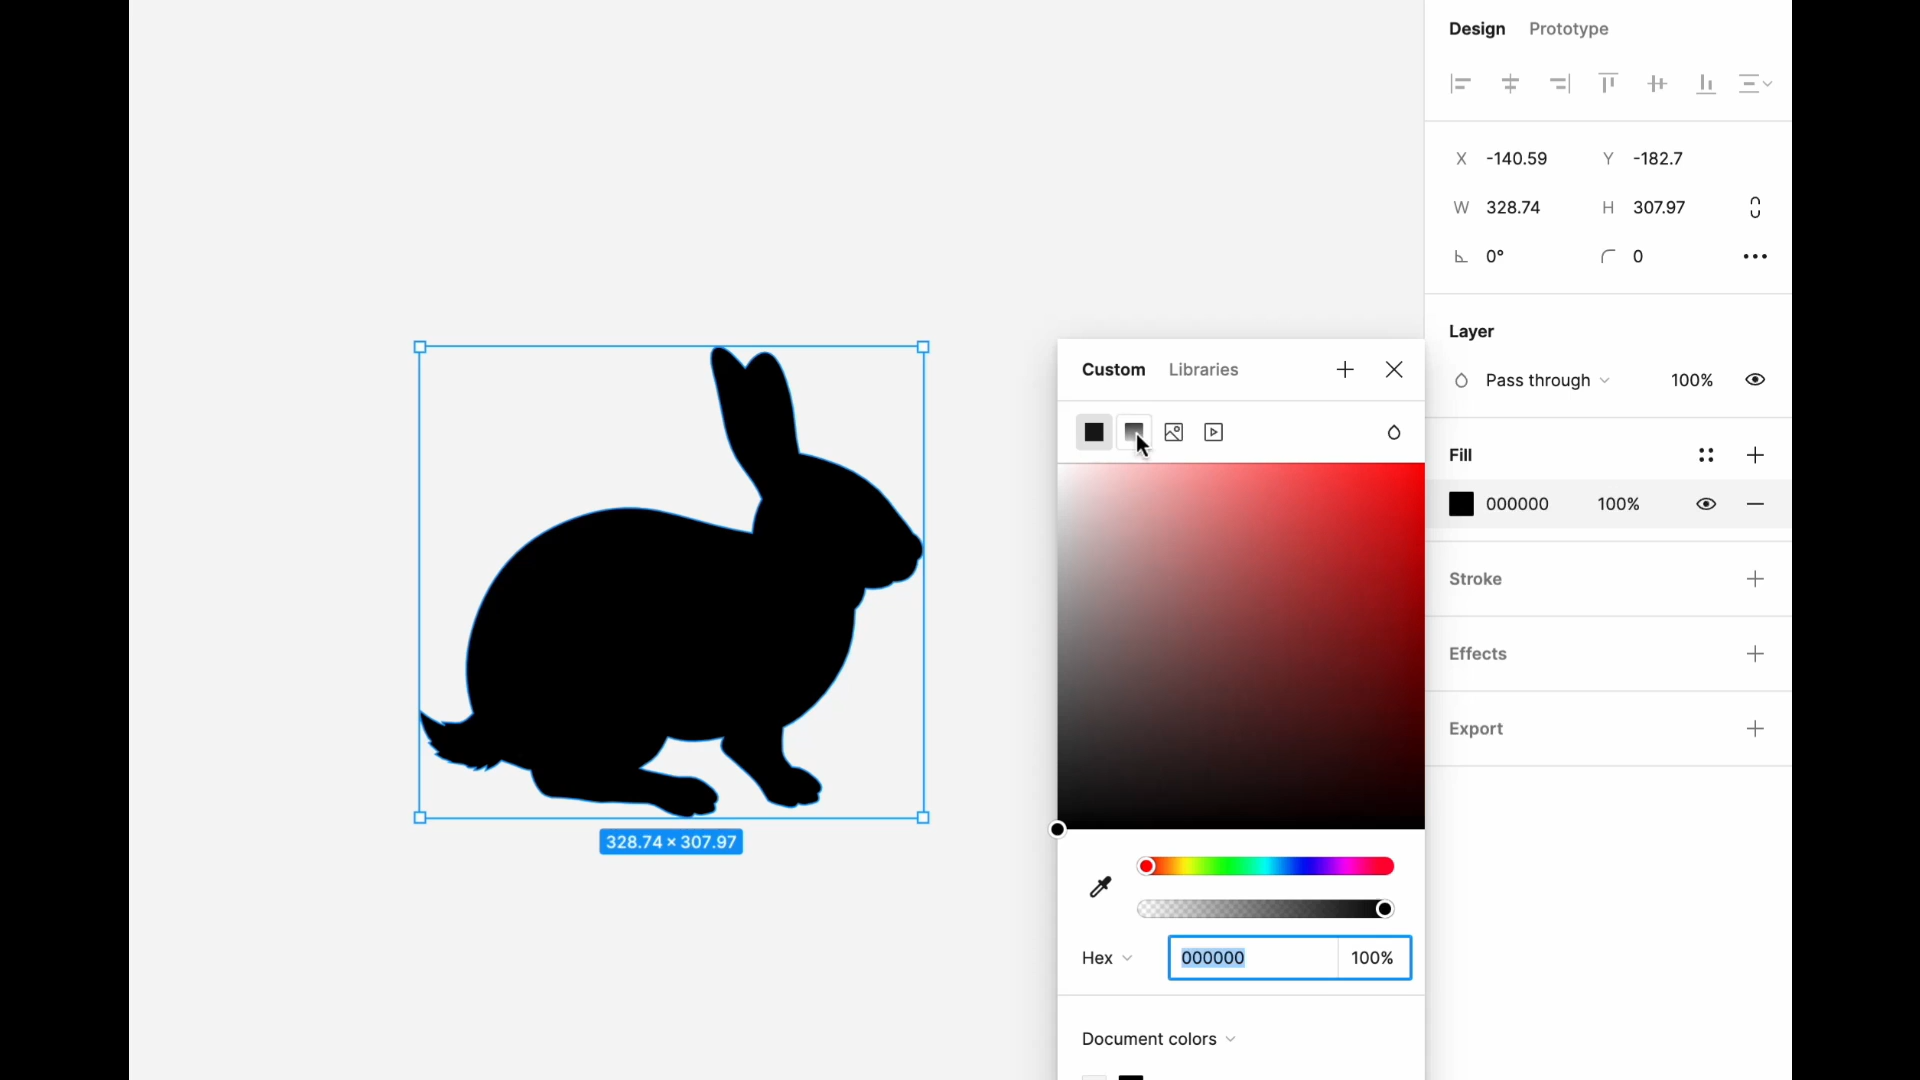 Design Prototype
X -140.59 Y -182.7
W 328.74 H 307.97
0° 0
Layer
Pass through 100%
Fill
000000 100%
Stroke
Effects
Export
Custom Libraries
Hex 000000 100%
Document colors
328.74 × 307.97